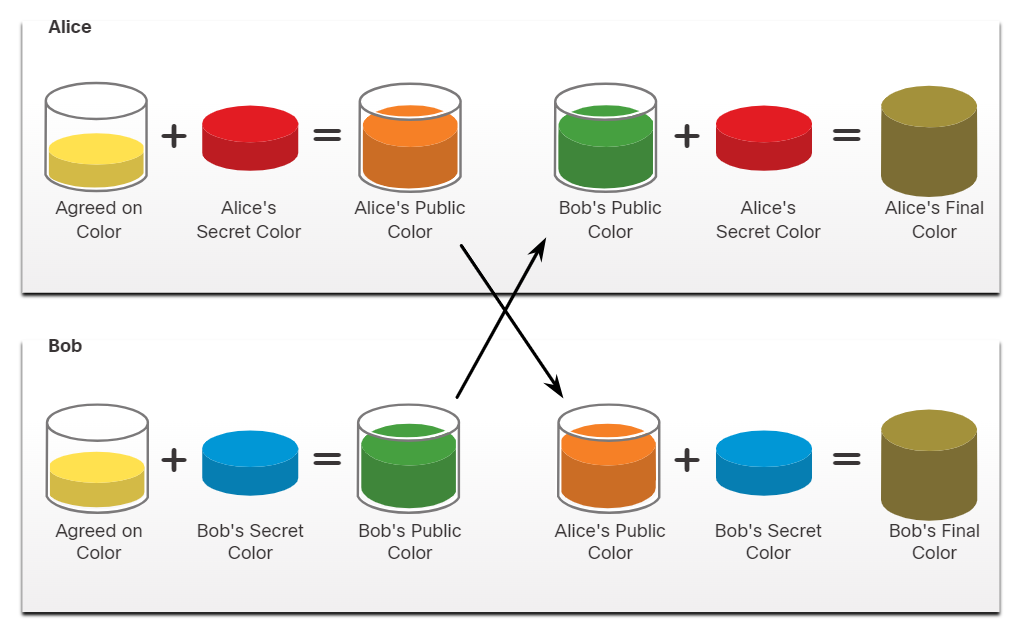 Alice
+ = + =
Agreed on Alice's Alice's Public Bob's Public Alice's Alice's Final
Color Secret Color Color Color Secret Color Color
Bob
+ = + =
Agreed on Bob's Secret Bob's Public Alice's Public Bob's Secret Bob's Final
Color Color Color Color Color Color